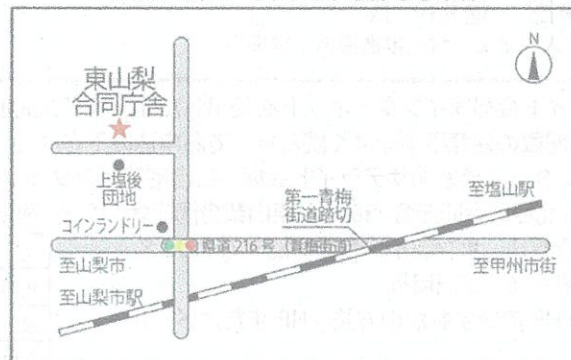 東山梨
合同庁舎
N
上塩後
団地
コインランドリー
第一青梅
街道踏切
至塩山駅
県道216号(青梅街道)
至山梨市
至甲州市街
至山梨市駅